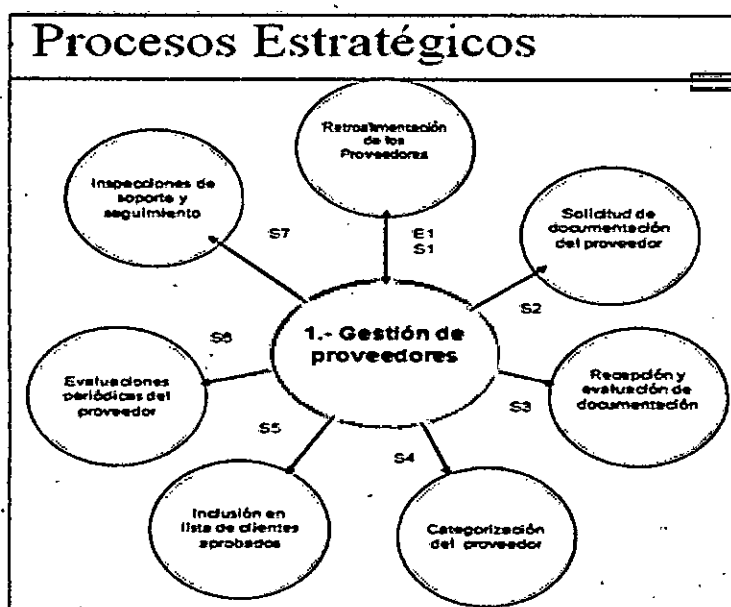 Procesos Estratégicos
Retroalimentación
de los
Proveedores
Inspecciones de
soporte y
seguimiento
Solicitud de
documentación
del proveedor
S7
E1
S1
S2
1.- Gestión de
proveedores
S6
Evaluaciones
periódicas del
proveedor
Recepción y
evaluación de
documentación
S3
S5
S4
Inclusión en
lista de clientes
aprobados
Categorización
del proveedor